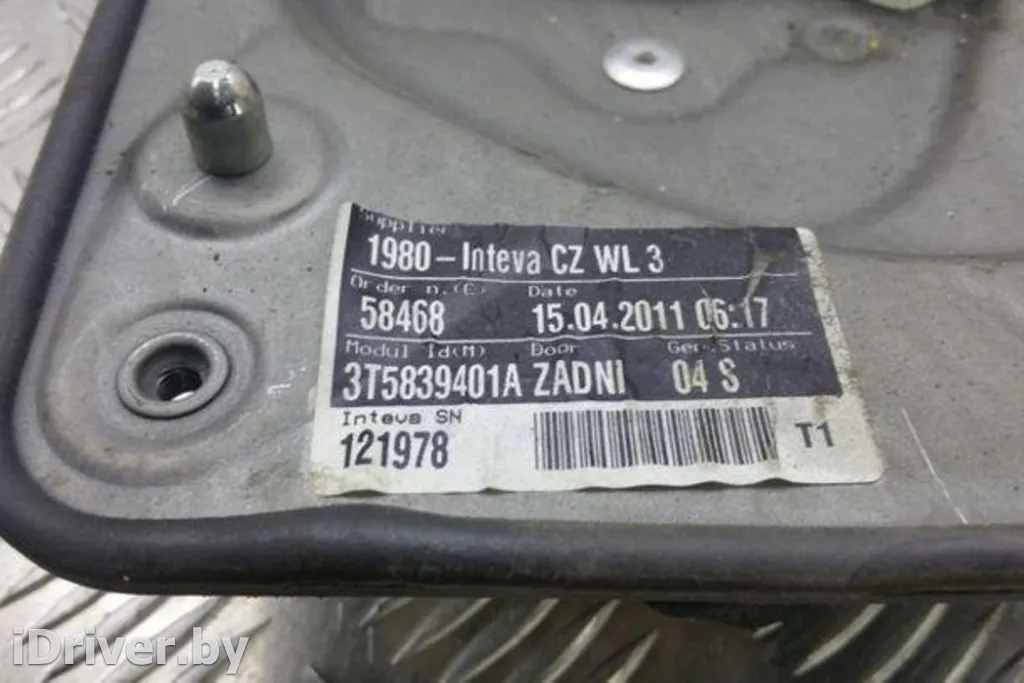 Supplier
1980-Inteva CZ WL 3
Order n.(E) Date
58468 15.04.2011 06:17
Modul Id(M) Door Gen.Status
3T5839401A ZADNI 04 S
Inteva SN
121978 T1
iDriver.by